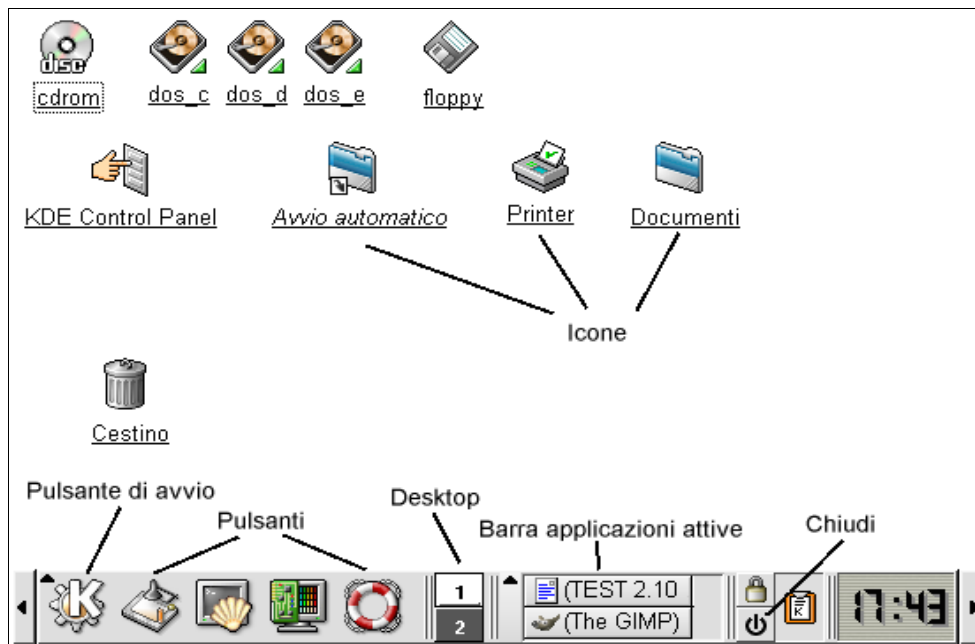 disc
cdrom dos_c dos_d dos_e floppy
KDE Control Panel Avvio automatico Printer Documenti
Icone
Cestino
Pulsante di avvio
Desktop
Pulsanti
Barra applicazioni attive
Chiudi
K
1
2
(TEST 2.10
(The GIMP)
17:43